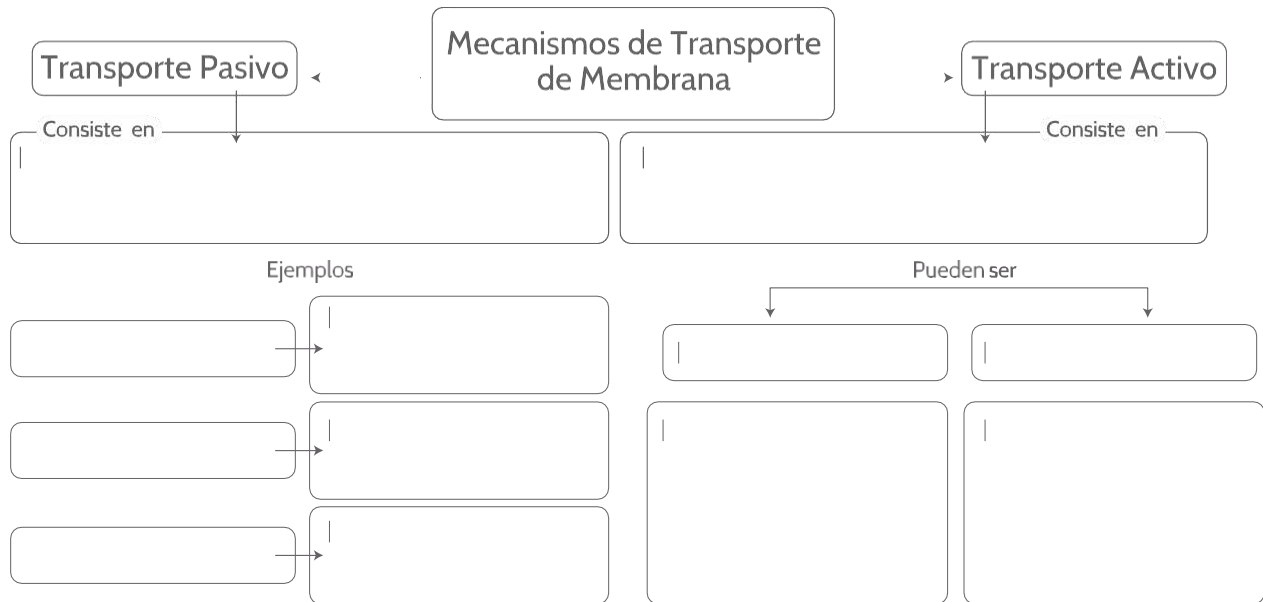 Mecanismos de Transporte
de Membrana
Transporte Pasivo
Transporte Activo
Consiste en
Consiste en
Ejemplos
Pueden ser